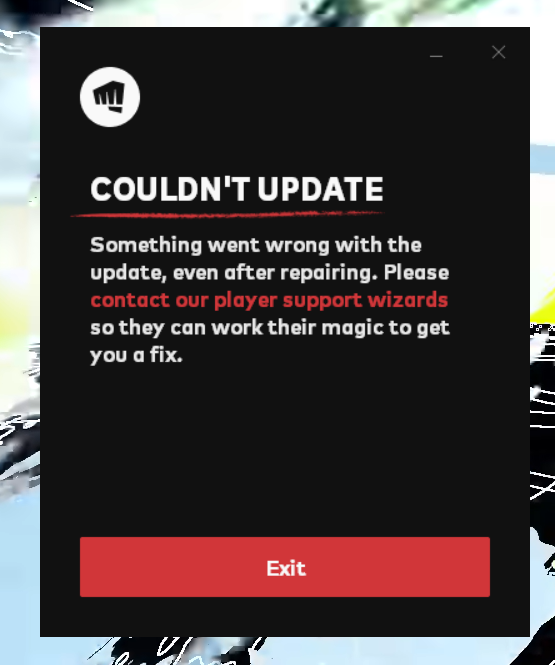 COULDN'T UPDATE
Something went wrong with the
update, even after repairing. Please
contact our player support wizards
so they can work their magic to get
you a fix.
Exit